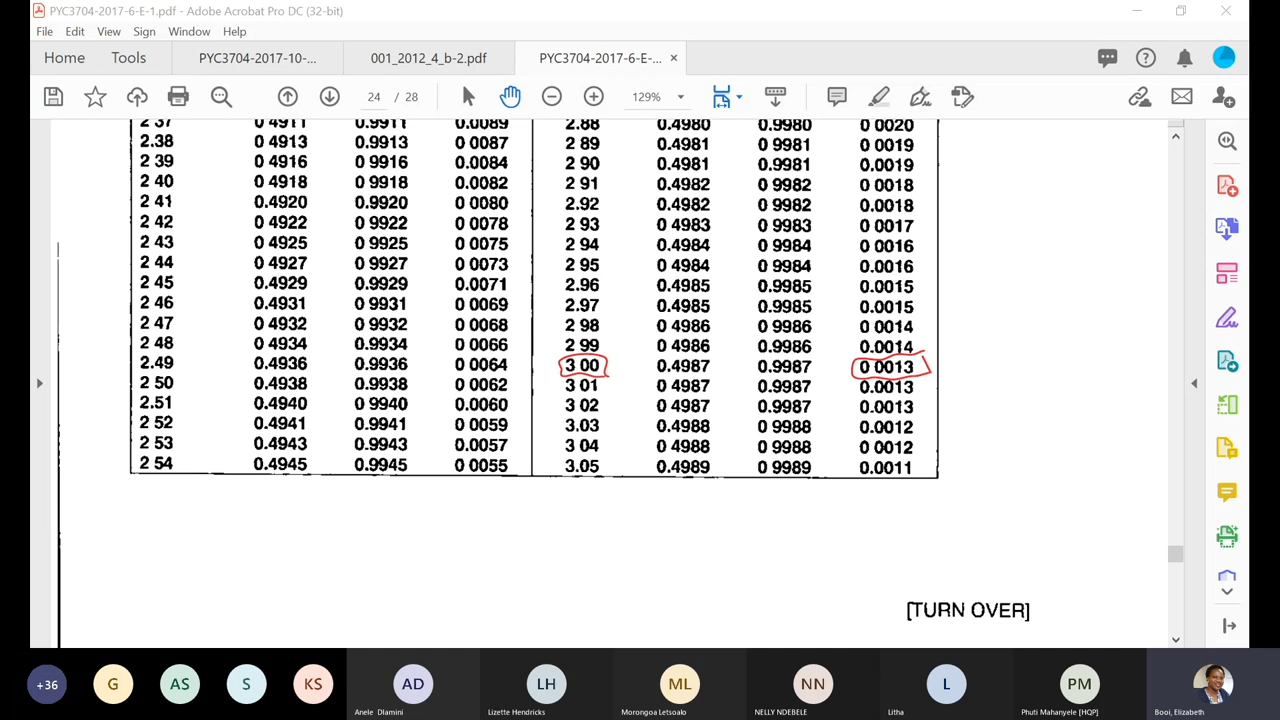 PYC3704-2017-6-E-1.pdf - Adobe Acrobat Pro DC (32-bit)
File Edit View Sign Window Help
Home Tools PYC3704-2017-10-... 001_2012_4_b-2.pdf PYC3704-2017-6-E-... ×
24 / 28 129%
2 37 0 4911 0.9911 0.0089 2.88 0.4980 0.9980 0 0020
2.38 0 4913 0.9913 0 0087 2 89 0.4981 0 9981 0 0019
2 39 0 4916 0.9916 0.0084 2 90 0.4981 0.9981 0.0019
2 40 0 4918 0.9918 0.0082 2 91 0.4982 0 9982 0 0018
2 41 0.4920 0.9920 0 0080 2.92 0.4982 0 9982 0.0018
2 42 0 4922 0 9922 0 0078 2 93 0.4983 0 9983 0 0017
2 43 0 4925 0 9925 0 0075 2 94 0.4984 0 9984 0 0016
2 44 0 4927 0 9927 0 0073 2 95 0.4984 0 9984 0 0016
2 45 0 4929 0.9929 0.0071 2.96 0.4985 0.9985 0.0015
2 46 0.4931 0 9931 0 0069 2.97 0.4985 0.9985 0.0015
2 47 0 4932 0 9932 0 0068 2 98 0 4986 0 9986 0 0014
2 48 0 4934 0 9934 0 0066 2 99 0 4986 0.9986 0.0014
2.49 0.4936 0.9936 0 0064 3 00 0.4987 0.9987 0 0013
2 50 0.4938 0.9938 0 0062 3 01 0 4987 0.9987 0.0013
2.51 0.4940 0 9940 0 0060 3 02 0 4987 0.9987 0.0013
2 52 0.4941 0 9941 0 0059 3.03 0.4988 0 9988 0.0012
2 53 0.4943 0.9943 0.0057 3 04 0 4988 0 9988 0 0012
2 54 0.4945 0.9945 0 0055 3.05 0.4989 0 9989 0.0011
[TURN OVER]
+36 G AS S KS AD LH ML NN L PM
Anele Dlamini Lizette Hendricks Morongoa Letsoalo NELLY NDEBELE Litha Phuti Mahanyele [HQP] Booi, Elizabeth